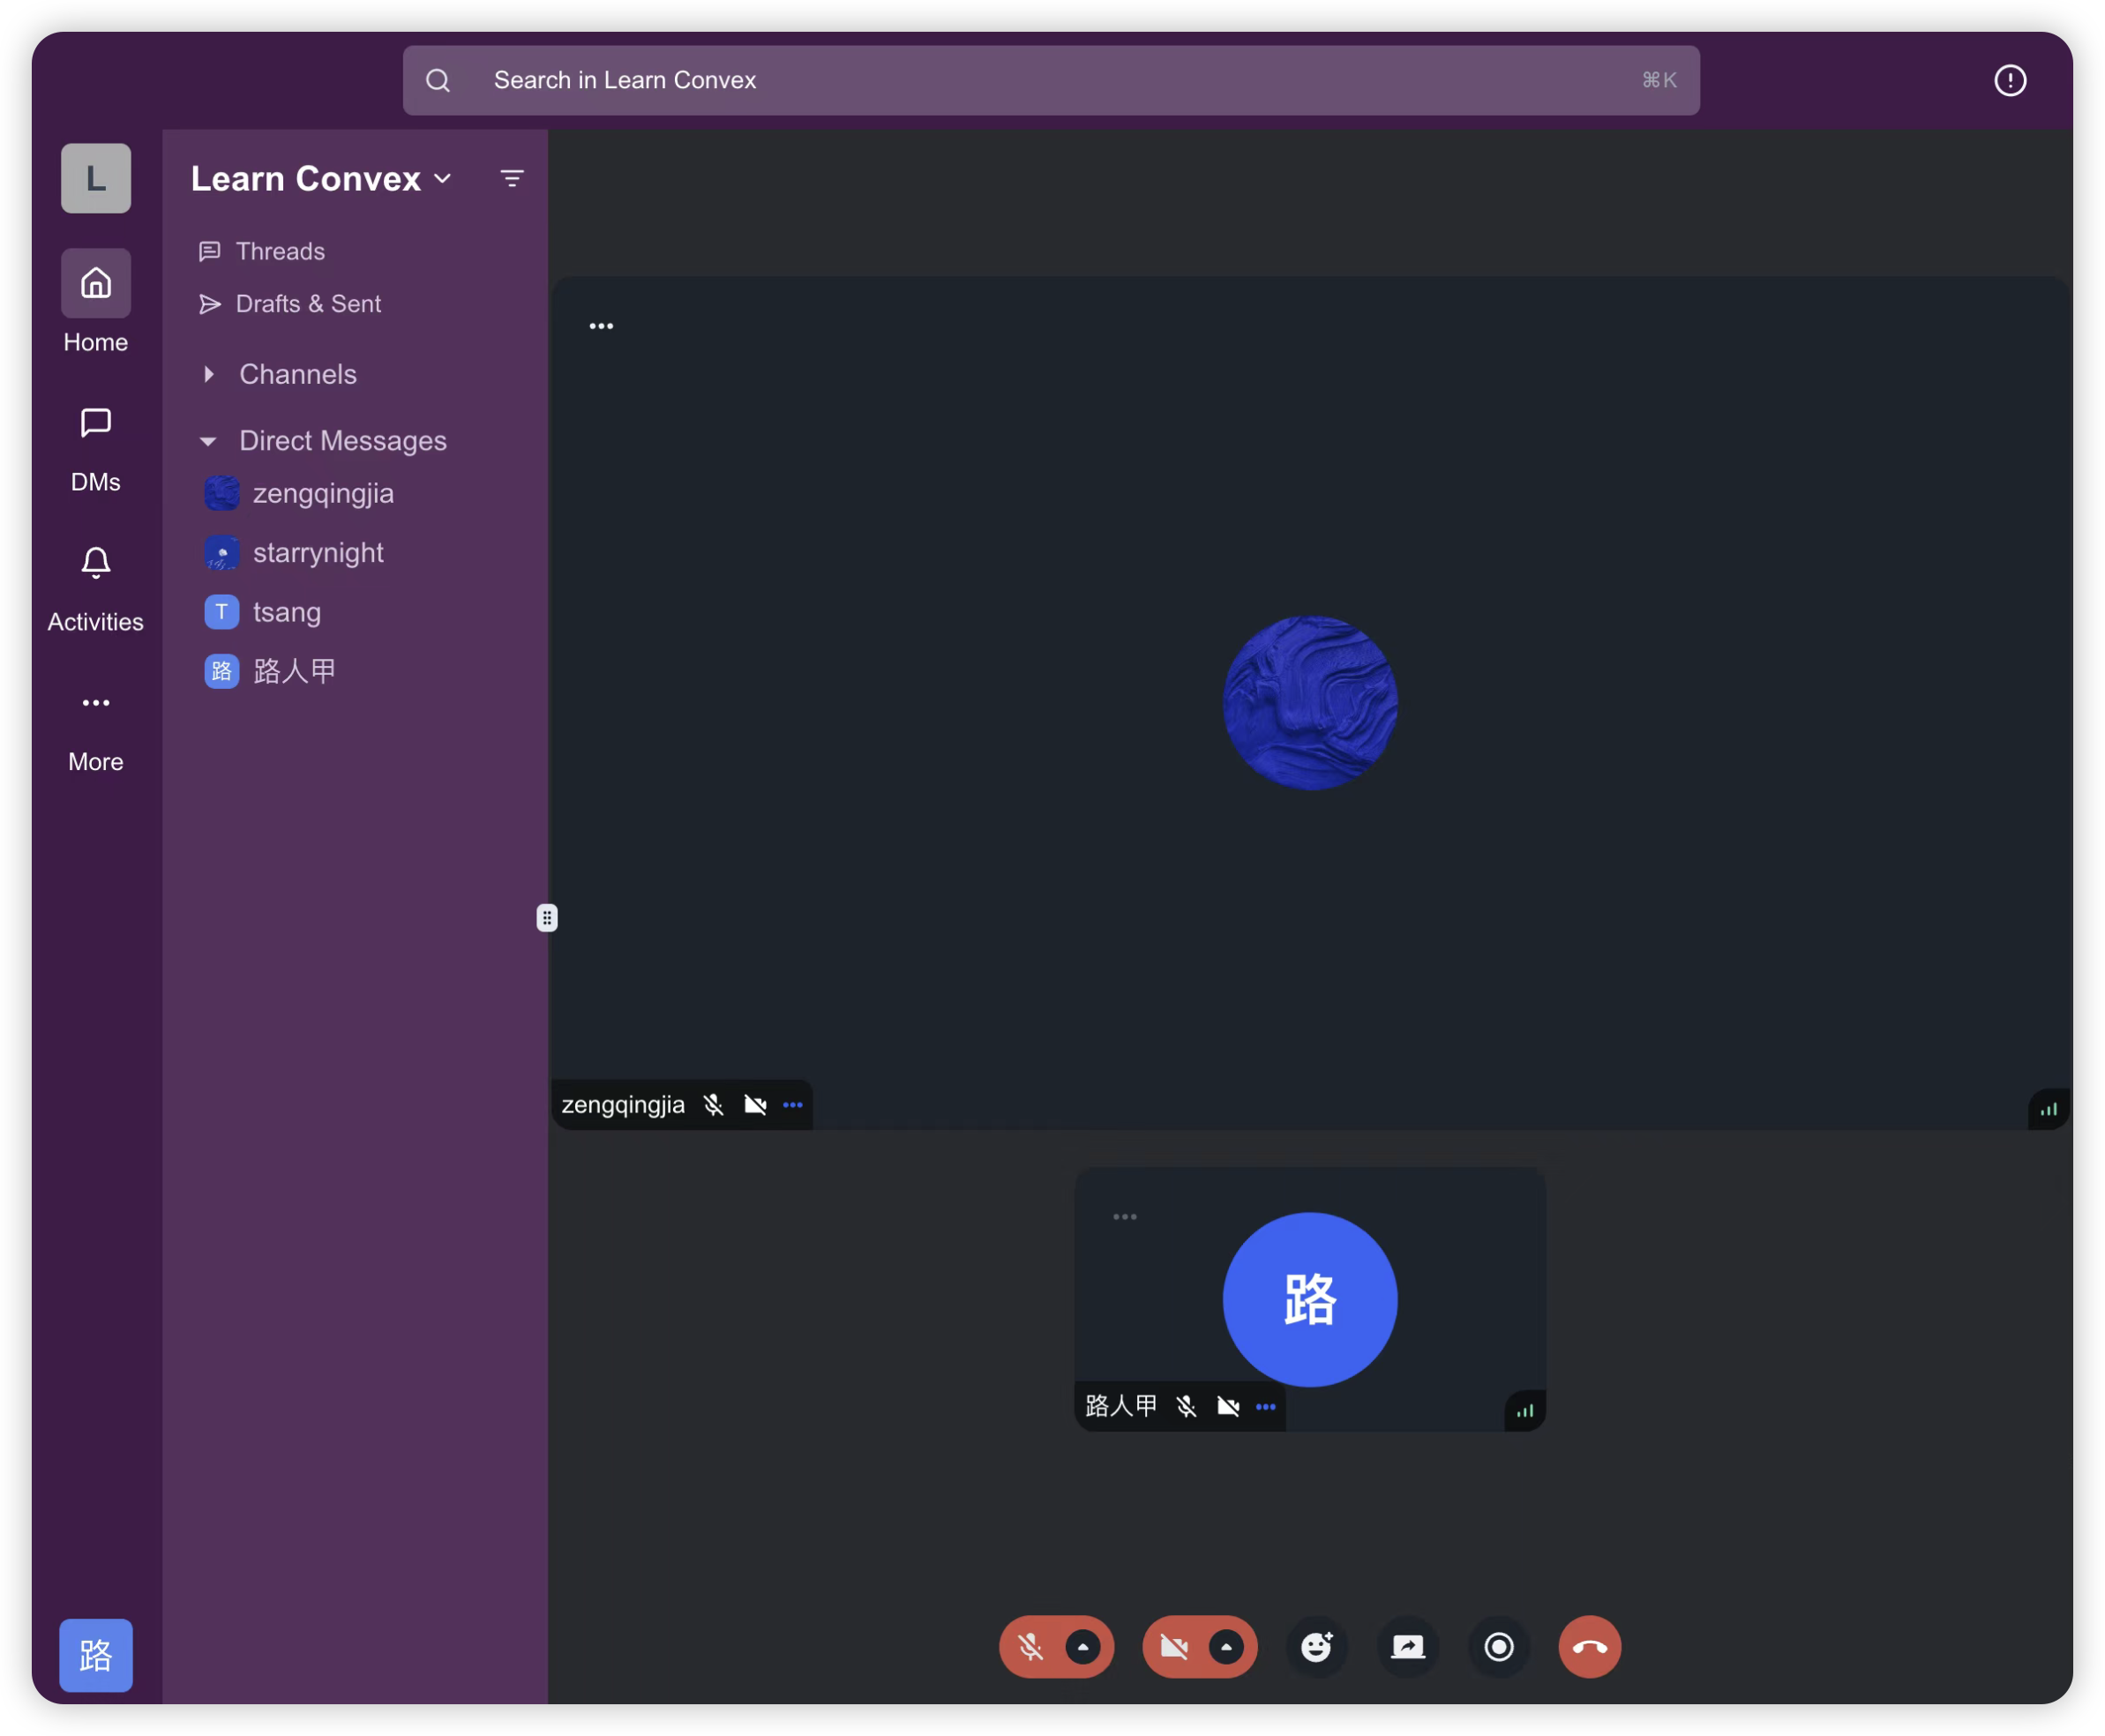 Search in Learn Convex
⌘K
L
Home
DMs
Activities
More
路
Learn Convex
Threads
Drafts & Sent
Channels
Direct Messages
zengqingjia
starrynight
T tsang
路 路人甲
zengqingjia
路
路人甲